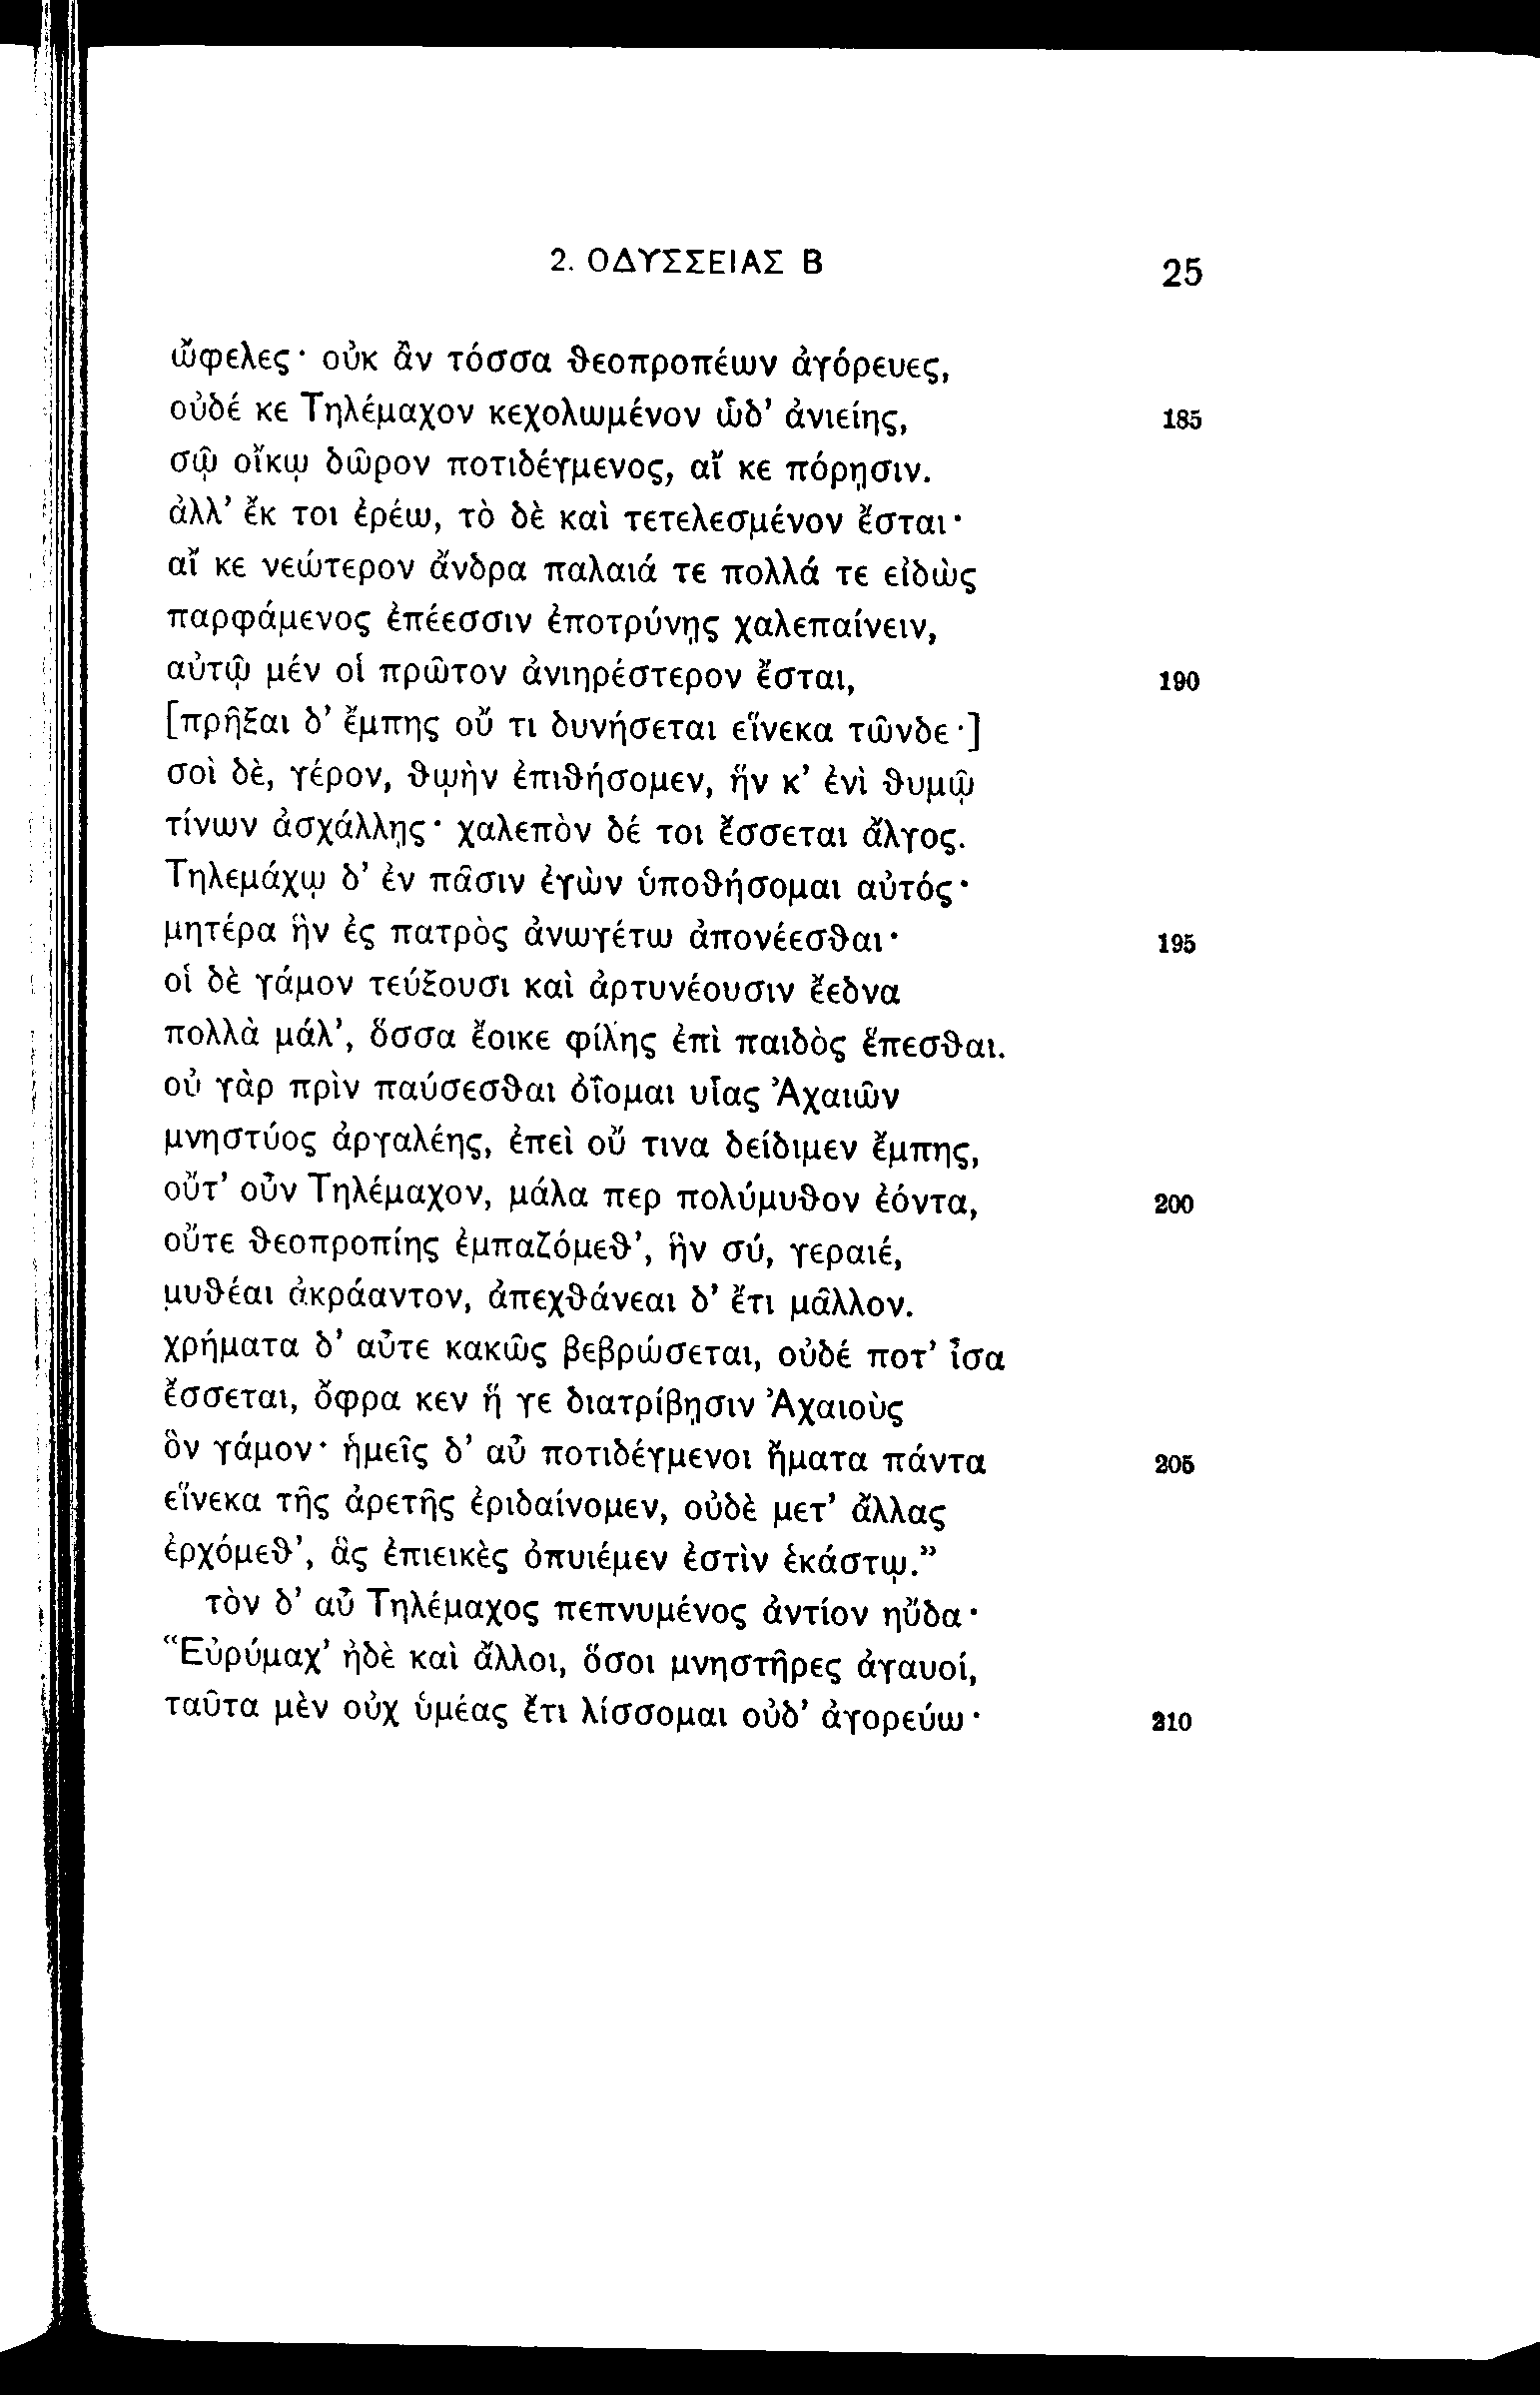 2. ΟΔΥΣΣΕΙΑΣ Β 25
ὤφελες· οὐκ ἂν τόσσα θεοπροπέων ἀγόρευες,
οὐδέ κε Τηλέμαχον κεχολωμένον ὧδ’ ἀνιείης, 185
σῷ οἴκῳ δῶρον ποτιδέγμενος, αἴ κε πόρῃσιν.
ἀλλ’ ἔκ τοι ἐρέω, τὸ δὲ καὶ τετελεσμένον ἔσται·
αἴ κε νεώτερον ἄνδρα παλαιά τε πολλά τε εἰδὼς
παρφάμενος ἐπέεσσιν ἐποτρύνῃς χαλεπαίνειν,
αὐτῷ μέν οἱ πρῶτον ἀνιηρέστερον ἔσται, 190
[πρῆξαι δ’ ἔμπης οὔ τι δυνήσεται εἵνεκα τῶνδε·]
σοὶ δὲ, γέρον, θῳὴν ἐπιθήσομεν, ἥν κ’ ἐνὶ θυμῷ
τίνων ἀσχάλλῃς· χαλεπὸν δέ τοι ἔσσεται ἄλγος.
Τηλεμάχῳ δ’ ἐν πᾶσιν ἐγὼν ὑποθήσομαι αὐτός·
μητέρα ἣν ἐς πατρὸς ἀνωγέτω ἀπονέεσθαι· 195
οἱ δὲ γάμον τεύξουσι καὶ ἀρτυνέουσιν ἔεδνα
πολλὰ μάλ’, ὅσσα ἔοικε φίλης ἐπὶ παιδὸς ἕπεσθαι.
οὐ γὰρ πρὶν παύσεσθαι ὀΐομαι υἷας Ἀχαιῶν
μνηστύος ἀργαλέης, ἐπεὶ οὔ τινα δείδιμεν ἔμπης,
οὔτ’ οὖν Τηλέμαχον, μάλα περ πολύμυθον ἐόντα, 200
οὔτε θεοπροπίης ἐμπαζόμεθ’, ἣν σύ, γεραιέ,
μυθέαι ἀκράαντον, ἀπεχθάνεαι δ’ ἔτι μᾶλλον.
χρήματα δ’ αὖτε κακῶς βεβρώσεται, οὐδέ ποτ’ ἶσα
ἔσσεται, ὄφρα κεν ἥ γε διατρίβῃσιν Ἀχαιοὺς
ὃν γάμον· ἡμεῖς δ’ αὖ ποτιδέγμενοι ἤματα πάντα 205
εἵνεκα τῆς ἀρετῆς ἐριδαίνομεν, οὐδὲ μετ’ ἄλλας
ἐρχόμεθ’, ἃς ἐπιεικὲς ὀπυιέμεν ἐστὶν ἑκάστῳ.”
τὸν δ’ αὖ Τηλέμαχος πεπνυμένος ἀντίον ηὔδα·
“Εὐρύμαχ’ ἠδὲ καὶ ἄλλοι, ὅσοι μνηστῆρες ἀγαυοί,
ταῦτα μὲν οὐχ ὑμέας ἔτι λίσσομαι οὐδ’ ἀγορεύω· 210